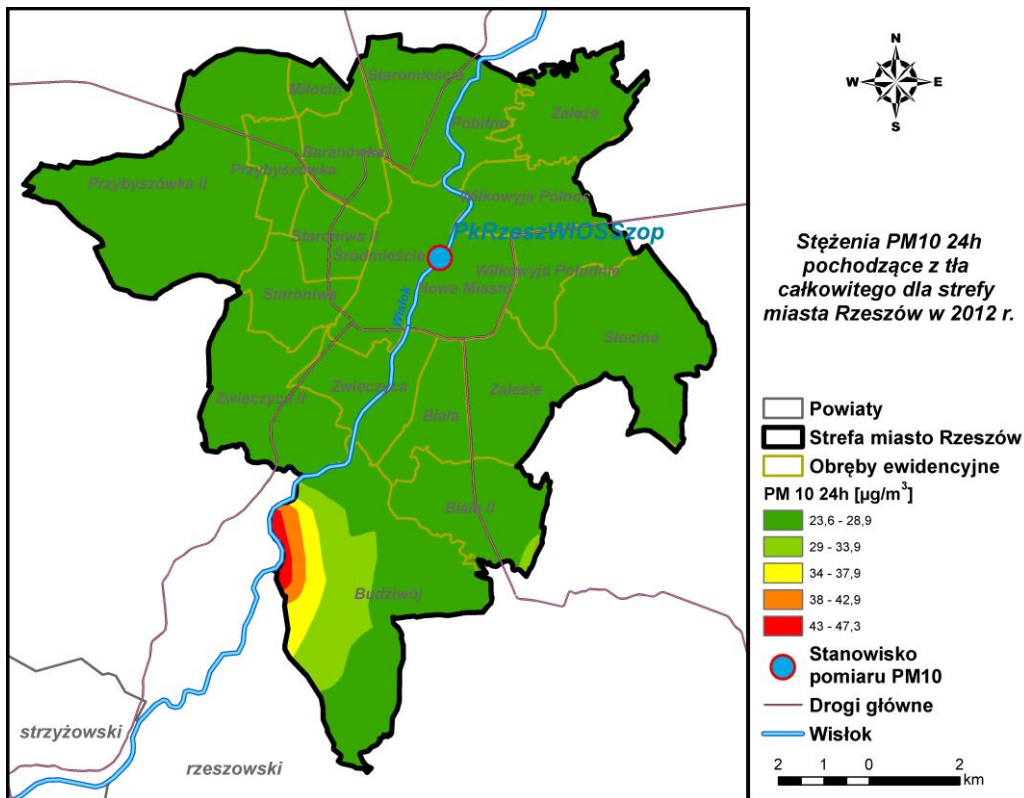 Staromieście
Miłocin
Pobitno
Załęże
Baranówka
Przybyszówka
Przybyszówka II
Wilkowyja Północ
PkRzeszWIOSSzop
Staroniwa II
Śródmieście
Wilkowyja Południe
Nowe Miasto
Staroniwa
Wisłok
Słocina
Zwięczyca
Zalesie
Zwięczyca II
Biała
Biała II
Budziwój
strzyżowski
rzeszowski
N
W E
S
Stężenia PM10 24h
pochodzące z tła
całkowitego dla strefy
miasta Rzeszów w 2012 r.
Powiaty
Strefa miasto Rzeszów
Obręby ewidencyjne
PM 10 24h [µg/m³]
23,6 - 28,9
29 - 33,9
34 - 37,9
38 - 42,9
43 - 47,3
Stanowisko
pomiaru PM10
Drogi główne
Wisłok
2 1 0 2
km